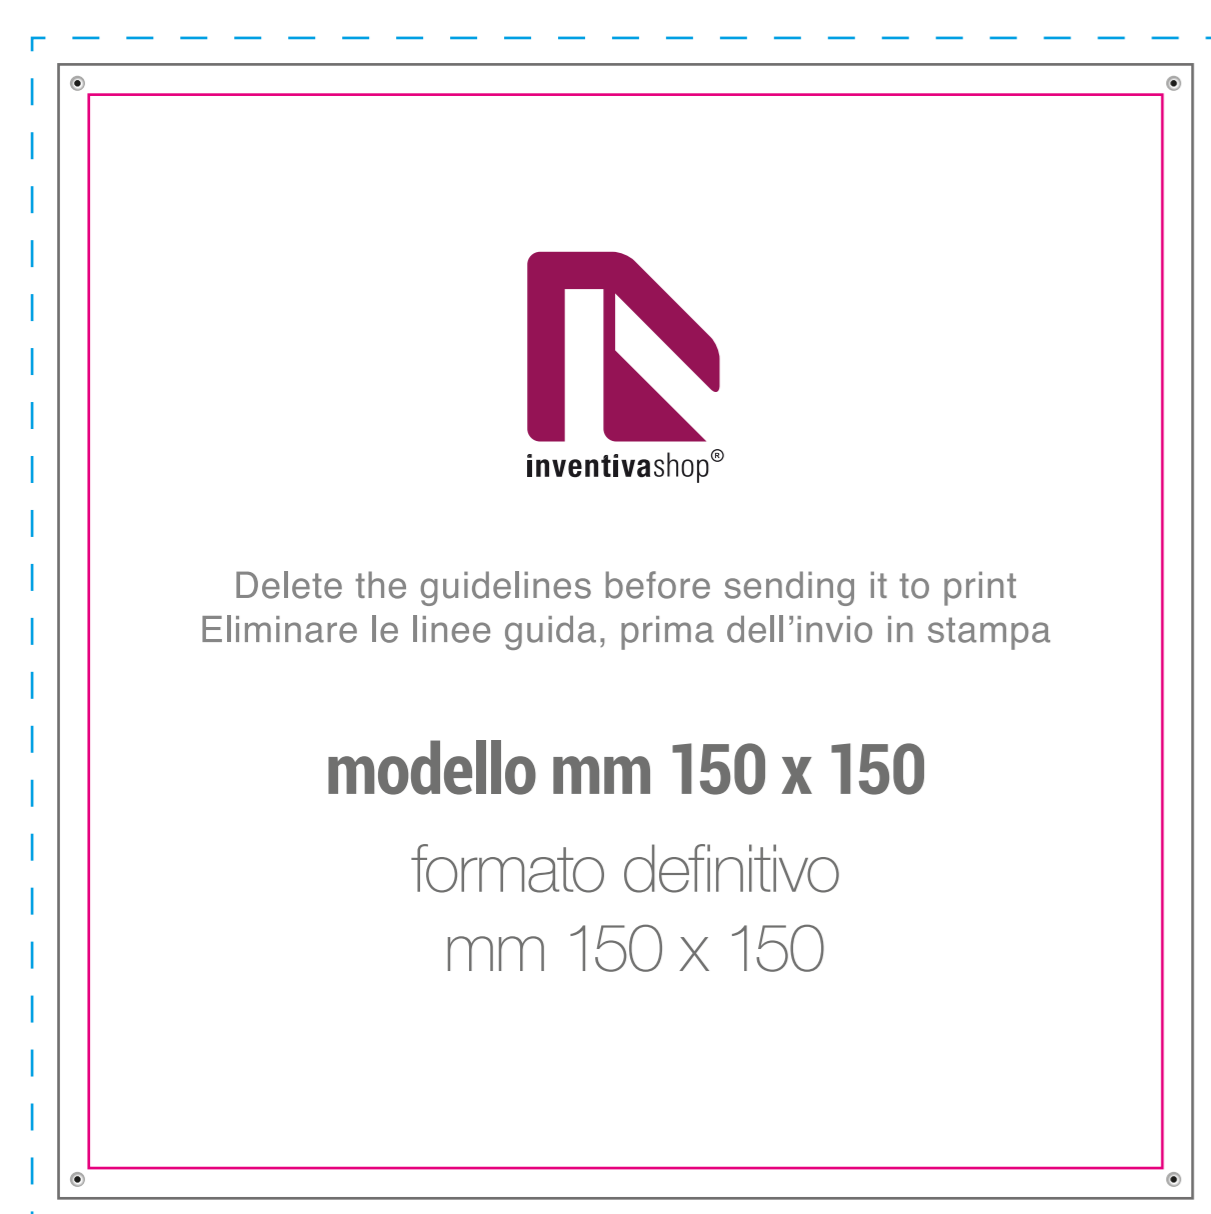 inventivashop®
Delete the guidelines before sending it to print
Eliminare le linee guida, prima dell’invio in stampa
modello mm 150 x 150
formato definitivo
mm 150 x 150